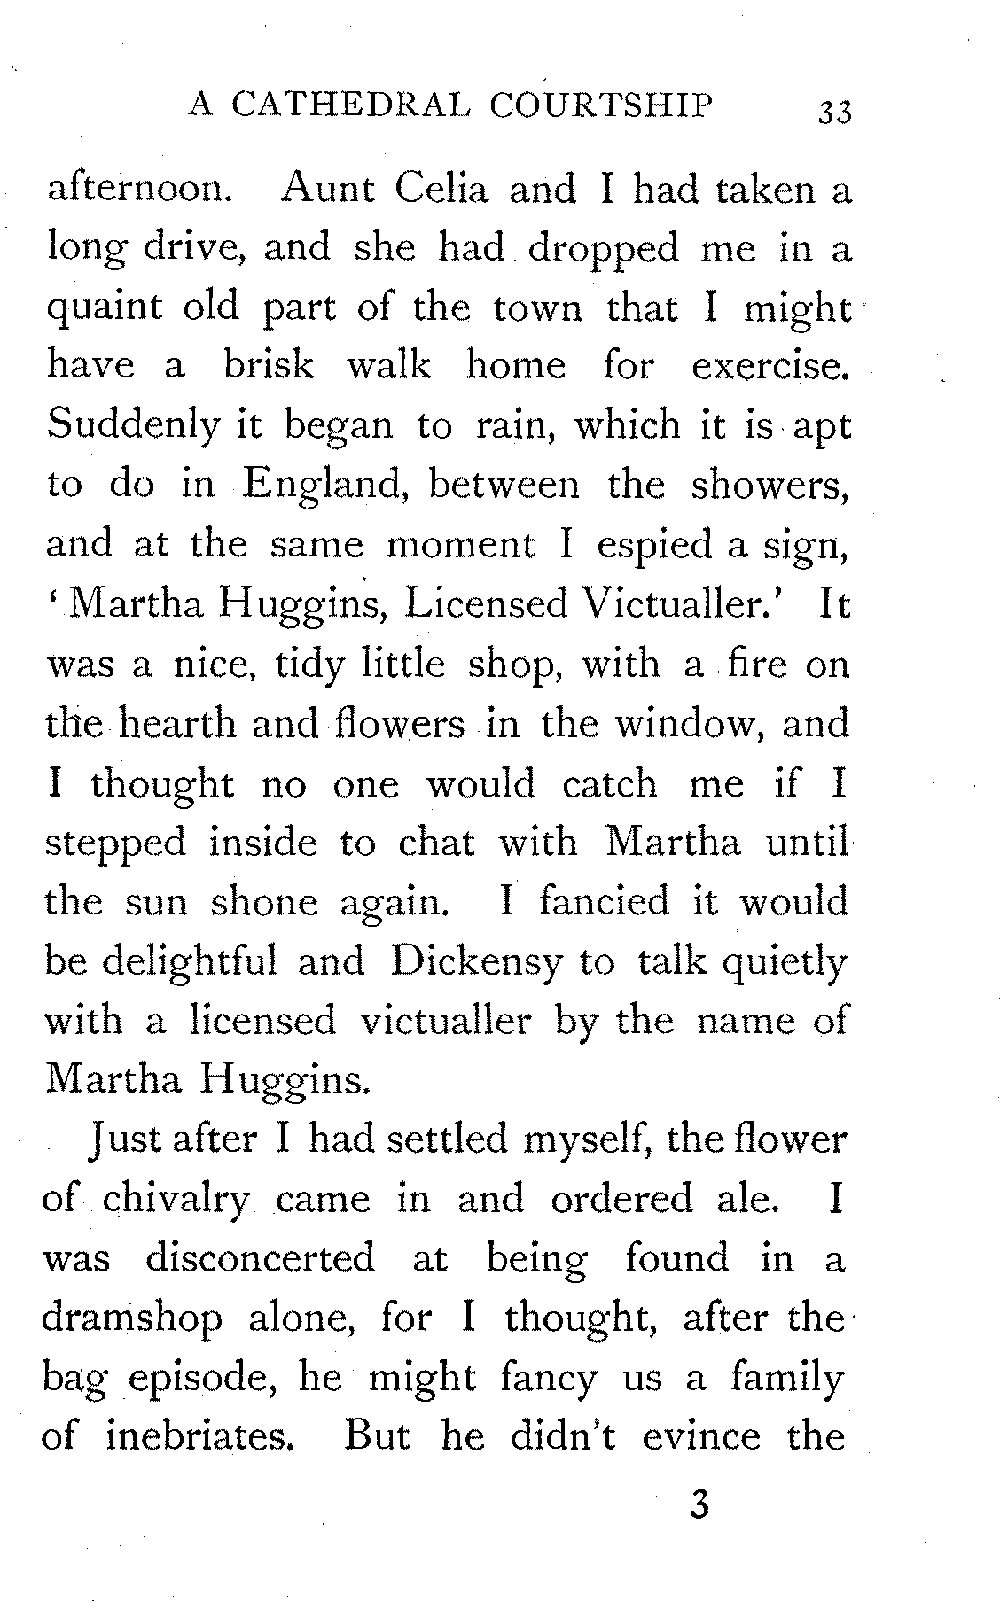 A CATHEDRAL COURTSHIP 33
afternoon. Aunt Celia and I had taken a
long drive, and she had dropped me in a
quaint old part of the town that I might
have a brisk walk home for exercise.
Suddenly it began to rain, which it is apt
to do in England, between the showers,
and at the same moment I espied a sign,
‘ Martha Huggins, Licensed Victualler.’ It
was a nice, tidy little shop, with a fire on
the hearth and flowers in the window, and
I thought no one would catch me if I
stepped inside to chat with Martha until
the sun shone again. I fancied it would
be delightful and Dickensy to talk quietly
with a licensed victualler by the name of
Martha Huggins.
Just after I had settled myself, the flower
of chivalry came in and ordered ale. I
was disconcerted at being found in a
dramshop alone, for I thought, after the
bag episode, he might fancy us a family
of inebriates. But he didn’t evince the
3